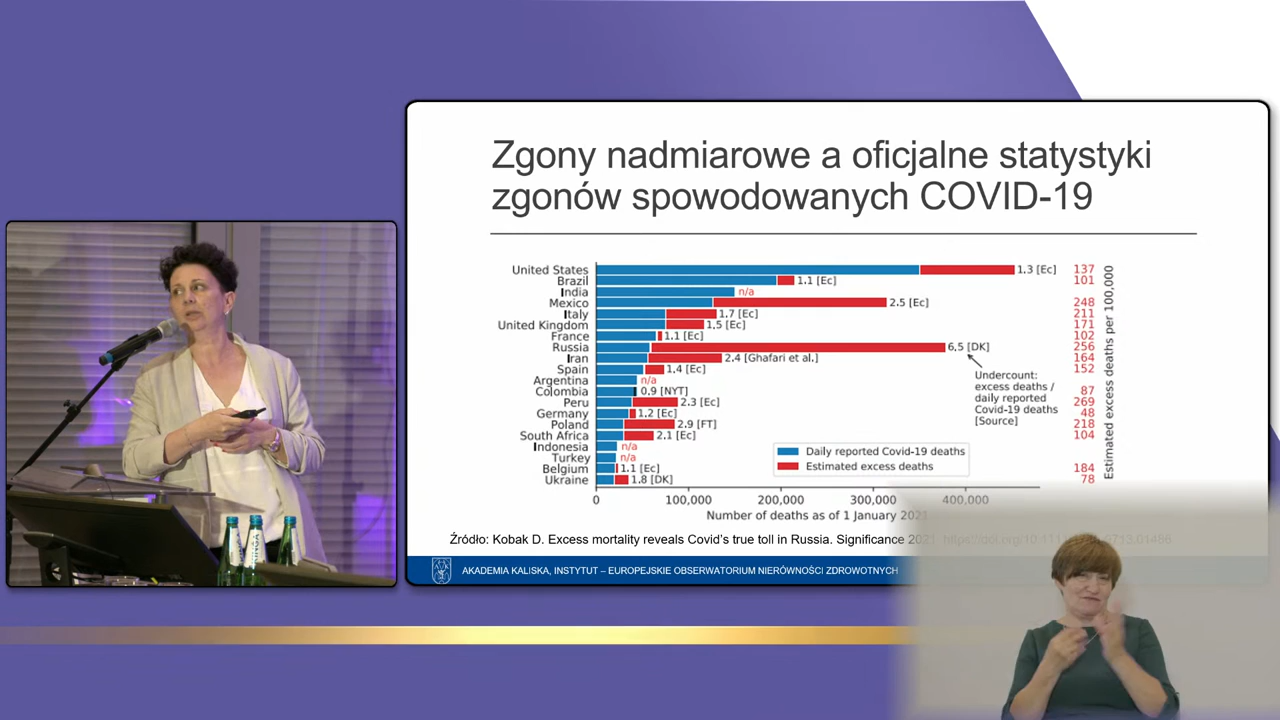 Zgony nadmiarowe a oficjalne statystyki
zgonów spowodowanych COVID-19
United States 1.3 [Ec] 137
Brazil 1.1 [Ec] 101
India n/a
Mexico 2.5 [Ec] 248
Italy 1.7 [Ec] 211
United Kingdom 1.5 [Ec] 171
France 1.1 [Ec] 102
Russia 6.5 [DK] 256
Iran 2.4 [Ghafari et al.] 164
Spain 1.4 [Ec] 152
Argentina n/a
Colombia 0.9 [NYT] 87
Peru 2.3 [Ec] 269
Germany 1.2 [Ec] 48
Poland 2.9 [FT] 218
South Africa 2.1 [Ec] 104
Indonesia n/a
Turkey n/a
Belgium 1.1 [Ec] 184
Ukraine 1.8 [DK] 78
Undercount:
excess deaths /
daily reported
Covid-19 deaths
[Source]
Estimated excess deaths per 100,000
Daily reported Covid-19 deaths
Estimated excess deaths
0 100,000 200,000 300,000 400,000
Number of deaths as of 1 January 2021
Źródło: Kobak D. Excess mortality reveals Covid's true toll in Russia. Significance 2021
AKADEMIA KALISKA, INSTYTUT – EUROPEJSKIE OBSERWATORIUM NIERÓWNOŚCI ZDROWOTNYCH